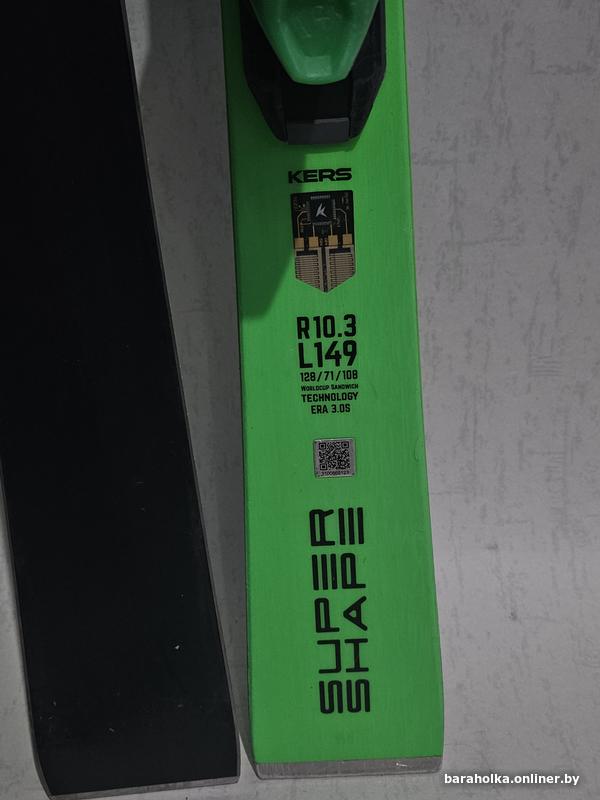 KERS
R10.3
L149
128/71/108
WORLDCUP SANDWICH
TECHNOLOGY
ERA 3.0S
SUPER
SHAPE
baraholka.onliner.by